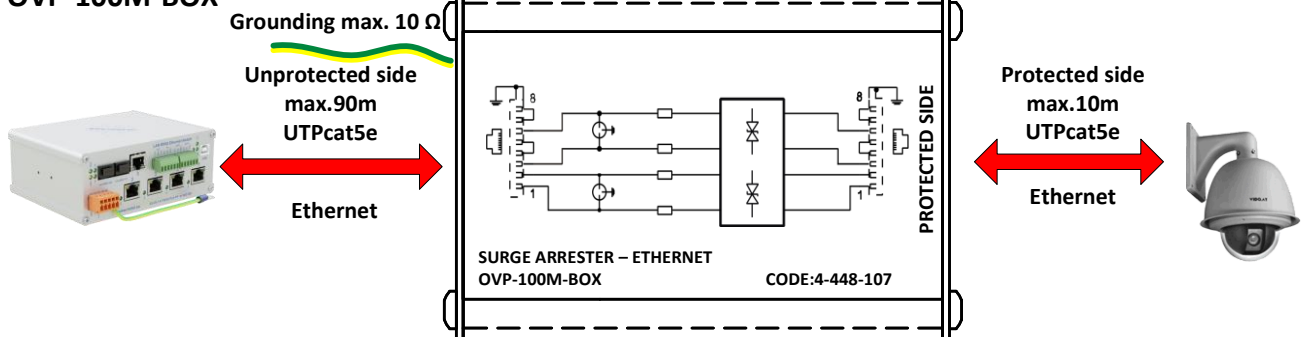 OVP-100M-BOX
Grounding max. 10 Ω
Unprotected side
max.90m
UTPcat5e
Ethernet
8
1
8
1
PROTECTED SIDE
SURGE ARRESTER – ETHERNET
OVP-100M-BOX
CODE:4-448-107
Protected side
max.10m
UTPcat5e
Ethernet